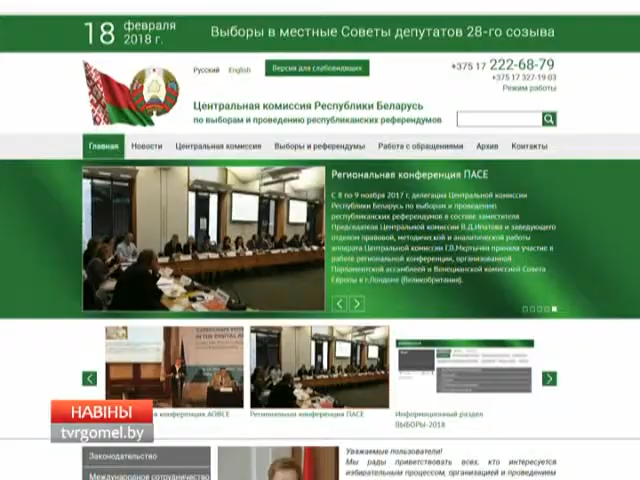 18 февраля
2018 г.
Выборы в местные Советы депутатов 28-го созыва
Русский English Версия для слабовидящих
+375 17 222-68-79
+375 17 327-19-03
Режим работы
Центральная комиссия Республики Беларусь
по выборам и проведению республиканских референдумов
Главная Новости Центральная комиссия Выборы и референдумы Работа с обращениями Архив Контакты
Региональная конференция ПАСЕ
С 8 по 9 ноября 2017 г. делегация Центральной комиссии
Республики Беларусь по выборам и проведению
республиканских референдумов в составе заместителя
Председателя Центральной комиссии В.Д.Ипатова и заведующего
отделом правовой, методической и аналитической работы
аппарата Центральной комиссии Г.В.Мкртычян приняла участие в
работе региональной конференции, организованной
Парламентской ассамблеей и Венецианской комиссией Совета
Европы в г.Лондоне (Великобритания).
конференция АОВСЕ
Региональная конференция ПАСЕ
Информационный раздел
ВЫБОРЫ-2018
НАВІНЫ
tvrgomel.by
Законодательство
Международное сотрудничество
Уважаемые пользователи!
Мы рады приветствовать всех, кто интересуется
избирательным процессом, организацией и проведением